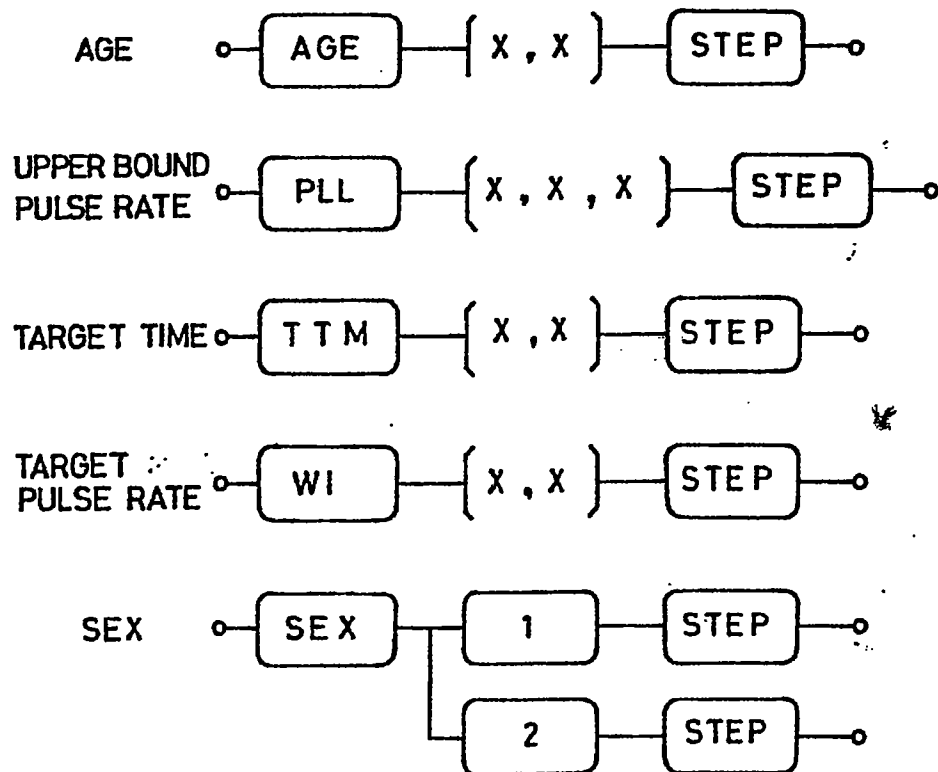 AGE AGE X , X STEP
UPPER BOUND
PULSE RATE PLL X , X , X STEP
TARGET TIME TTM X , X STEP
TARGET
PULSE RATE WI X , X STEP
SEX SEX 1 STEP
2 STEP